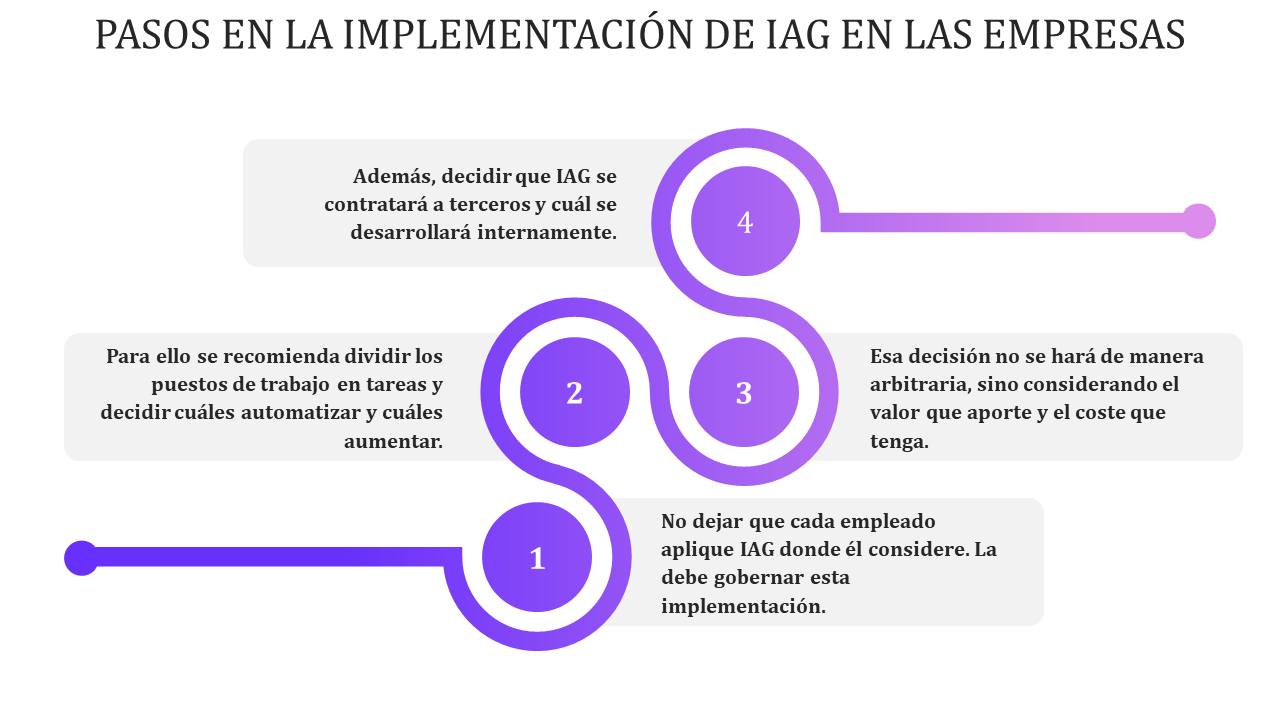 PASOS EN LA IMPLEMENTACIÓN DE IAG EN LAS EMPRESAS
Además, decidir que IAG se
contratará a terceros y cuál se
desarrollará internamente.
4
Para ello se recomienda dividir los
puestos de trabajo en tareas y
decidir cuáles automatizar y cuáles
aumentar.
2
3
Esa decisión no se hará de manera
arbitraria, sino considerando el
valor que aporte y el coste que
tenga.
1
No dejar que cada empleado
aplique IAG donde él considere. La
debe gobernar esta
implementación.